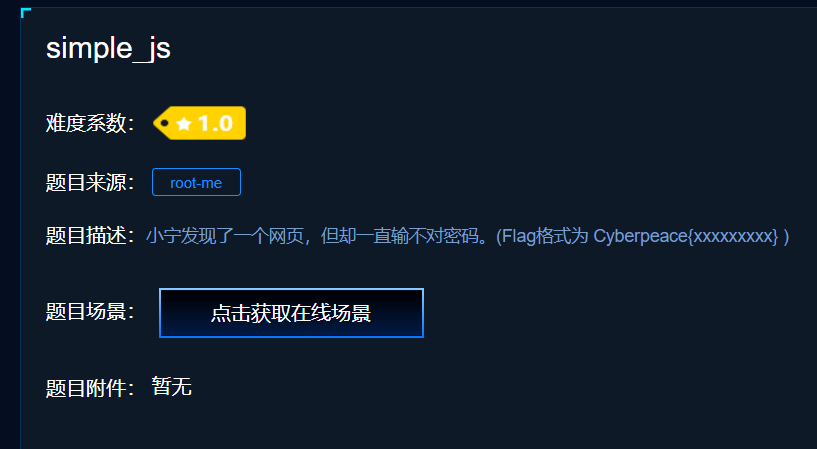 simple_js
难度系数： 1.0
题目来源： root-me
题目描述：小宁发现了一个网页，但却一直输不对密码。(Flag格式为 Cyberpeace{xxxxxxxxx} )
题目场景： 点击获取在线场景
题目附件： 暂无